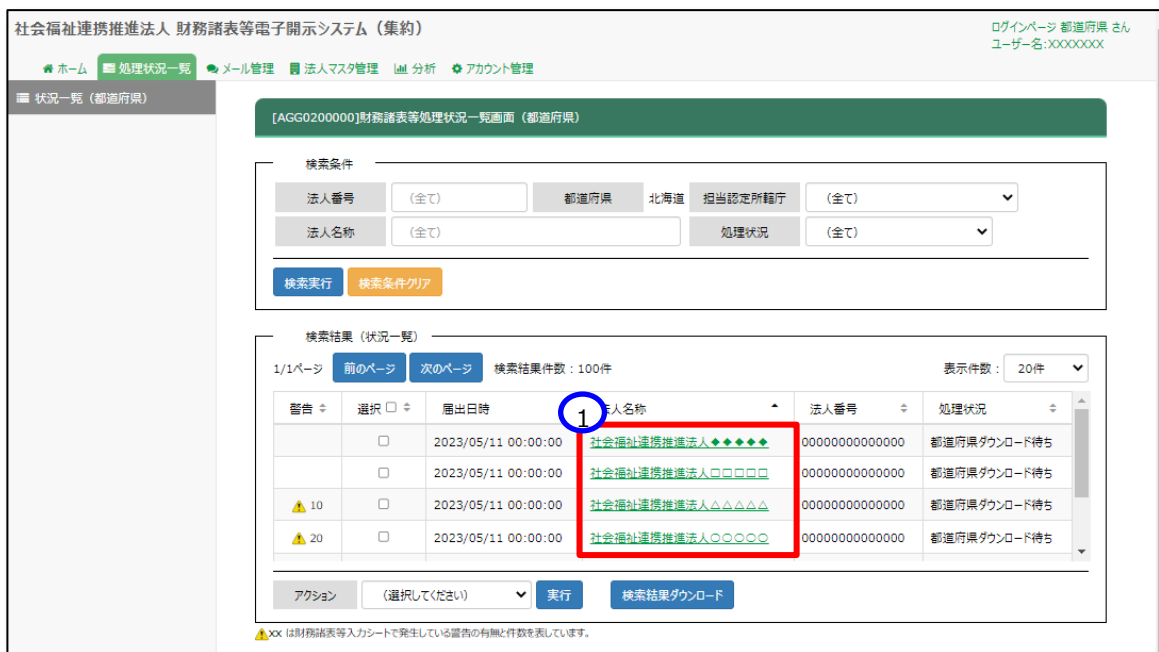 社会福祉連携推進法人 財務諸表等電子開示システム（集約）
ログインページ 都道府県 さん
ユーザー名:XXXXXXX
ホーム 処理状況一覧 メール管理 法人マスタ管理 分析 アカウント管理
状況一覧（都道府県）
[AGG0200000]財務諸表等処理状況一覧画面（都道府県）
検索条件
法人番号 （全て） 都道府県 北海道 担当認定所轄庁 （全て）
法人名称 （全て） 処理状況 （全て）
検索実行 検索条件クリア
検索結果（状況一覧）
1/1ページ 前のページ 次のページ 検索結果件数：100件 表示件数： 20件
警告 選択 届出日時 1 人名称 法人番号 処理状況
2023/05/11 00:00:00 社会福祉連携推進法人◆◆◆◆◆ 00000000000000 都道府県ダウンロード待ち
2023/05/11 00:00:00 社会福祉連携推進法人□□□□□ 00000000000000 都道府県ダウンロード待ち
10 2023/05/11 00:00:00 社会福祉連携推進法人△△△△△ 00000000000000 都道府県ダウンロード待ち
20 2023/05/11 00:00:00 社会福祉連携推進法人○○○○○ 00000000000000 都道府県ダウンロード待ち
アクション （選択してください） 実行 検索結果ダウンロード
xx は財務諸表等入力シートで発生している警告の有無と件数を表しています。